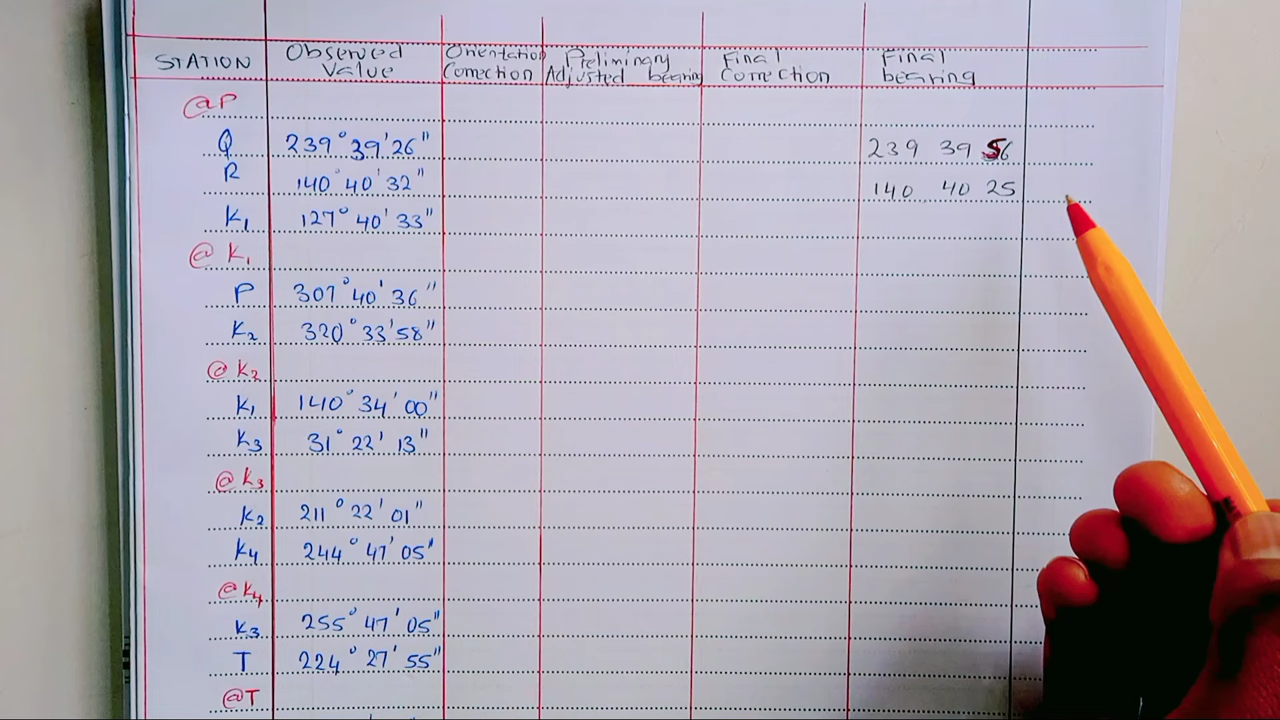 STATION Observed Value Orientation Correction Preliminary Adjusted bearing Final Correction Final bearing
@P
Q 239°39'26" 239 39 56
R 140°40'32" 140 40 25
K₁ 127°40'33"
@ K₁
P 307°40'36"
K₂ 320°33'58"
@ K₂
K₁ 140°34'00"
K₃ 31°22'13"
@ K₃
K₂ 211°22'01"
K₄ 244°47'05"
@ K₄
K₃ 255°47'05"
T 224°27'55"
@T